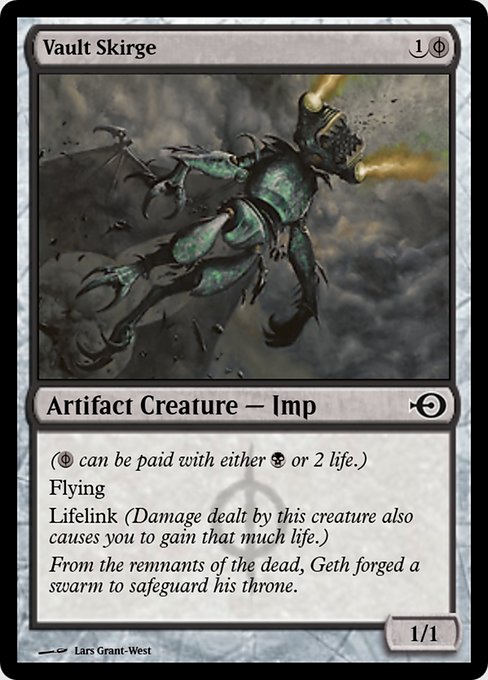 Vault Skirge 1
Artifact Creature — Imp
( can be paid with either or 2 life.)
Flying
Lifelink (Damage dealt by this creature also
causes you to gain that much life.)
From the remnants of the dead, Geth forged a
swarm to safeguard his throne.
1/1
Lars Grant-West